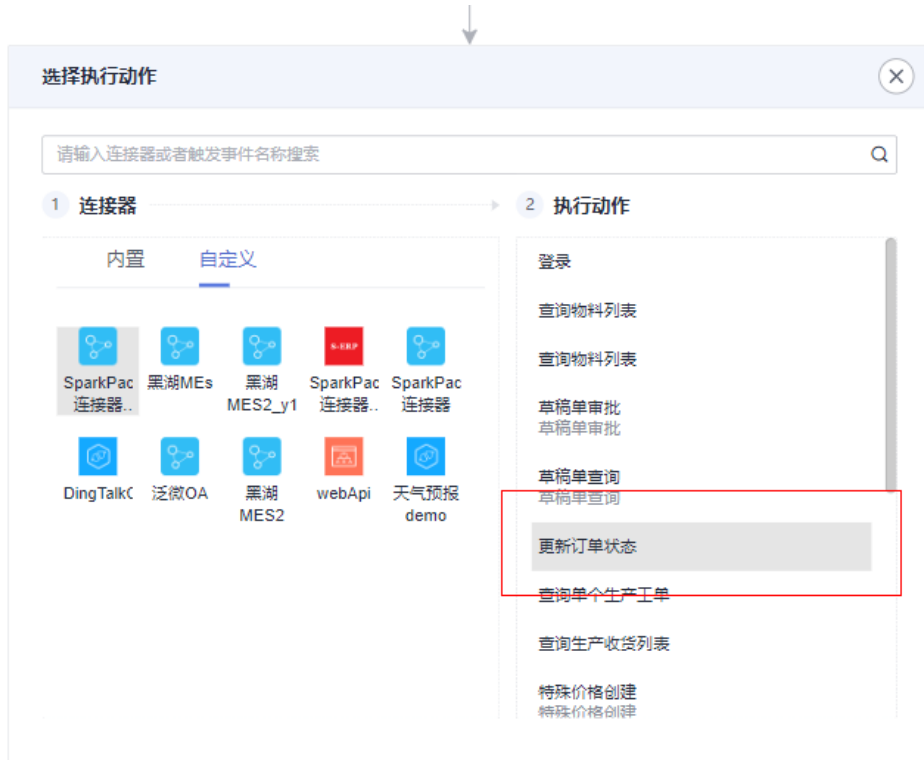 选择执行动作
请输入连接器或者触发事件名称搜索
1 连接器
2 执行动作
内置 自定义
SparkPac 黑湖MEs 黑湖 SparkPac SparkPac
连接器.. MES2_y1 连接器.. 连接器
S-ERP
DingTalkC 泛微OA 黑湖 webApi 天气预报
MES2 demo
登录
查询物料列表
查询物料列表
草稿单审批
草稿单审批
草稿单查询
草稿单查询
更新订单状态
查询单个生产工单
查询生产收货列表
特殊价格创建
特殊价格创建